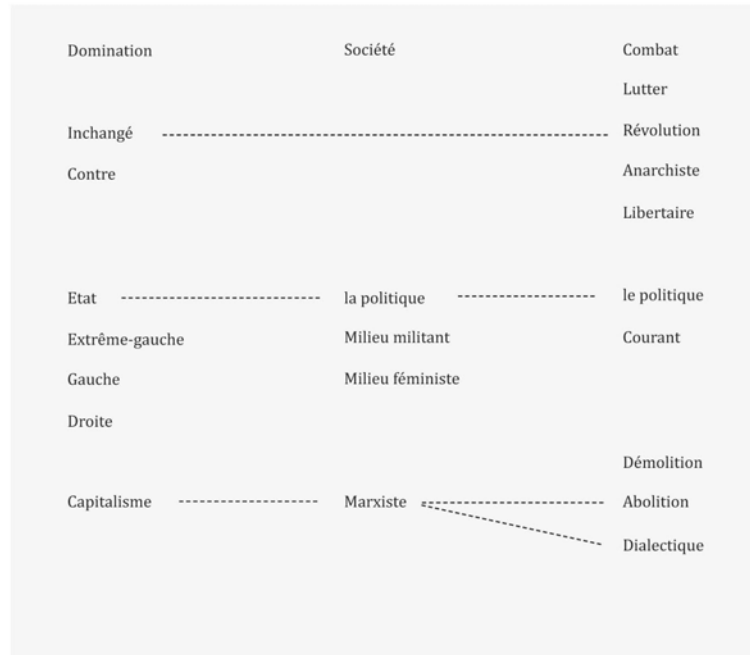 Domination Société Combat
Lutter
Inchangé Révolution
Contre Anarchiste
Libertaire
Etat la politique le politique
Extrême-gauche Milieu militant Courant
Gauche Milieu féministe
Droite
Démolition
Capitalisme Marxiste Abolition
Dialectique